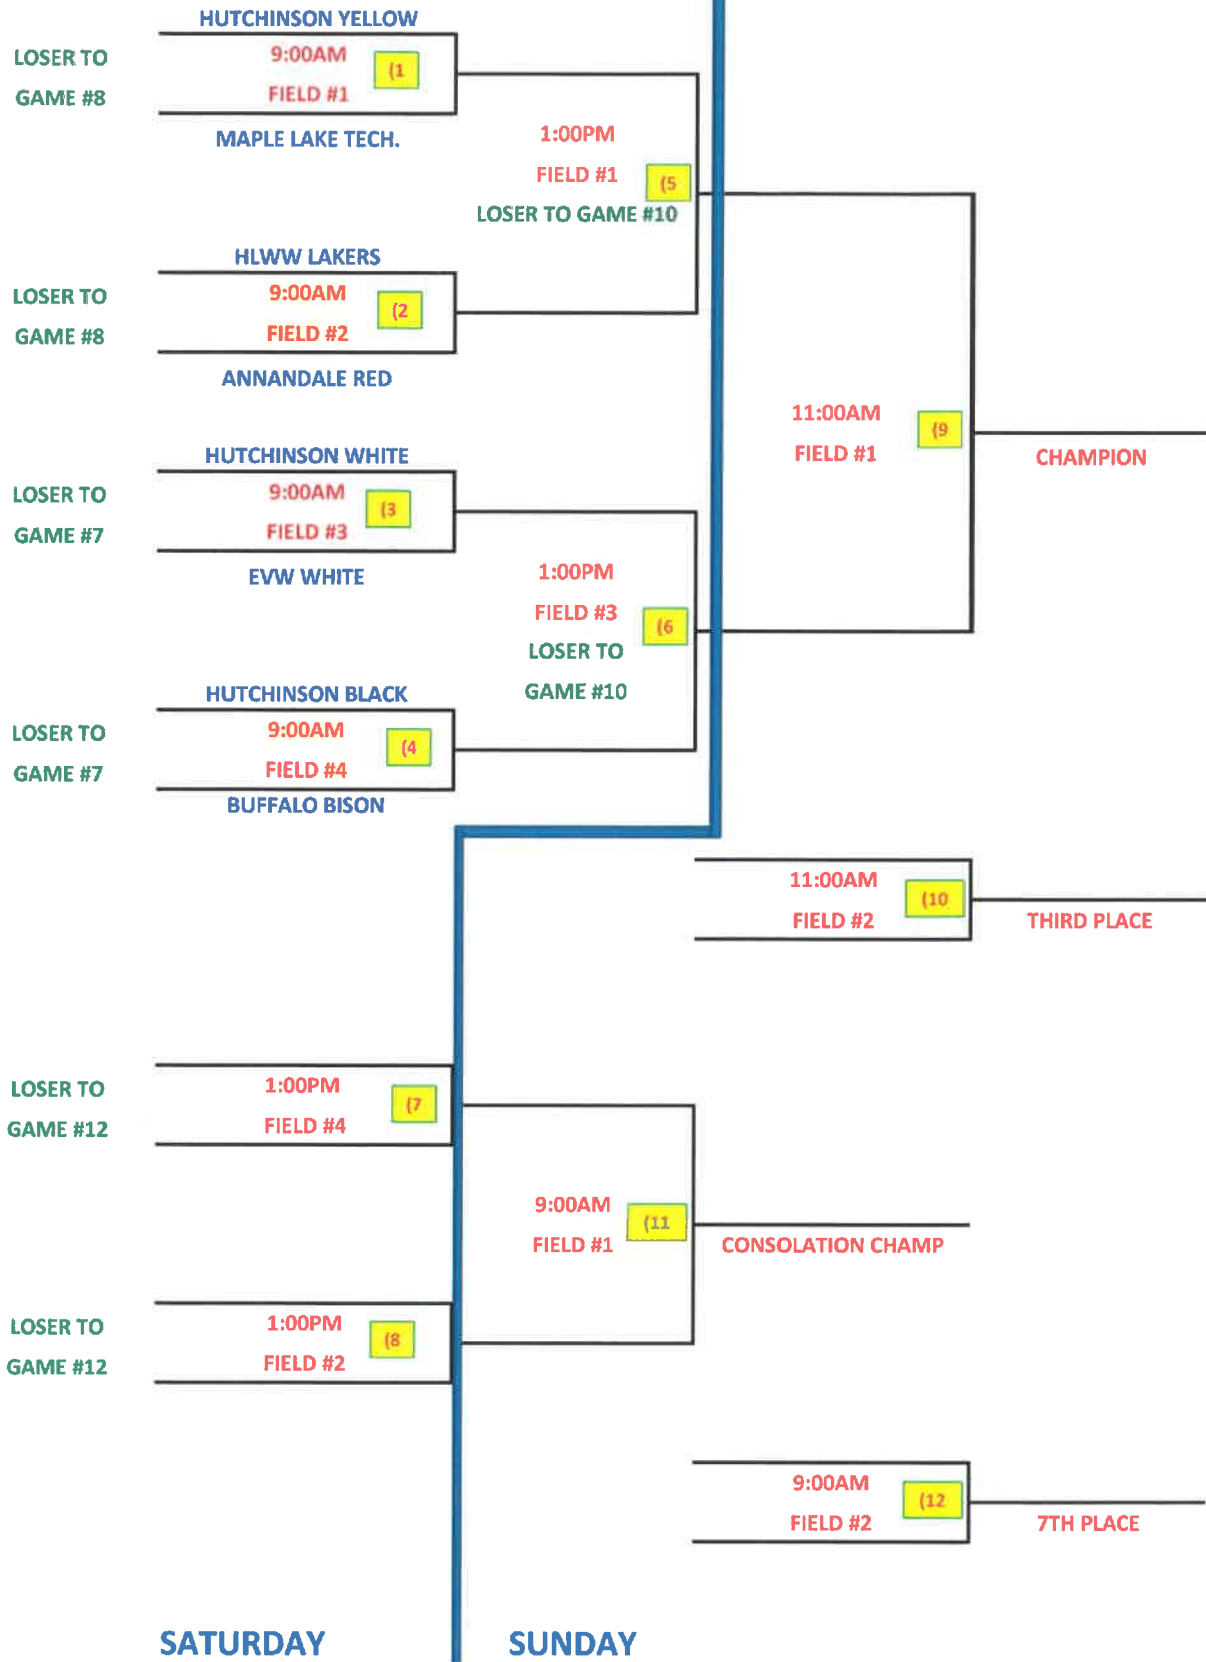 HUTCHINSON YELLOW
LOSER TO
GAME #8
9:00AM
FIELD #1
(1
MAPLE LAKE TECH.
1:00PM
FIELD #1
(5
LOSER TO GAME #10
HLWW LAKERS
LOSER TO
GAME #8
9:00AM
FIELD #2
(2
ANNANDALE RED
11:00AM
FIELD #1
(9
CHAMPION
HUTCHINSON WHITE
LOSER TO
GAME #7
9:00AM
FIELD #3
(3
EVW WHITE
1:00PM
FIELD #3
(6
LOSER TO
GAME #10
HUTCHINSON BLACK
LOSER TO
GAME #7
9:00AM
FIELD #4
(4
BUFFALO BISON
11:00AM
FIELD #2
(10
THIRD PLACE
LOSER TO
GAME #12
1:00PM
FIELD #4
(7
9:00AM
FIELD #1
(11
CONSOLATION CHAMP
LOSER TO
GAME #12
1:00PM
FIELD #2
(8
9:00AM
FIELD #2
(12
7TH PLACE
SATURDAY
SUNDAY